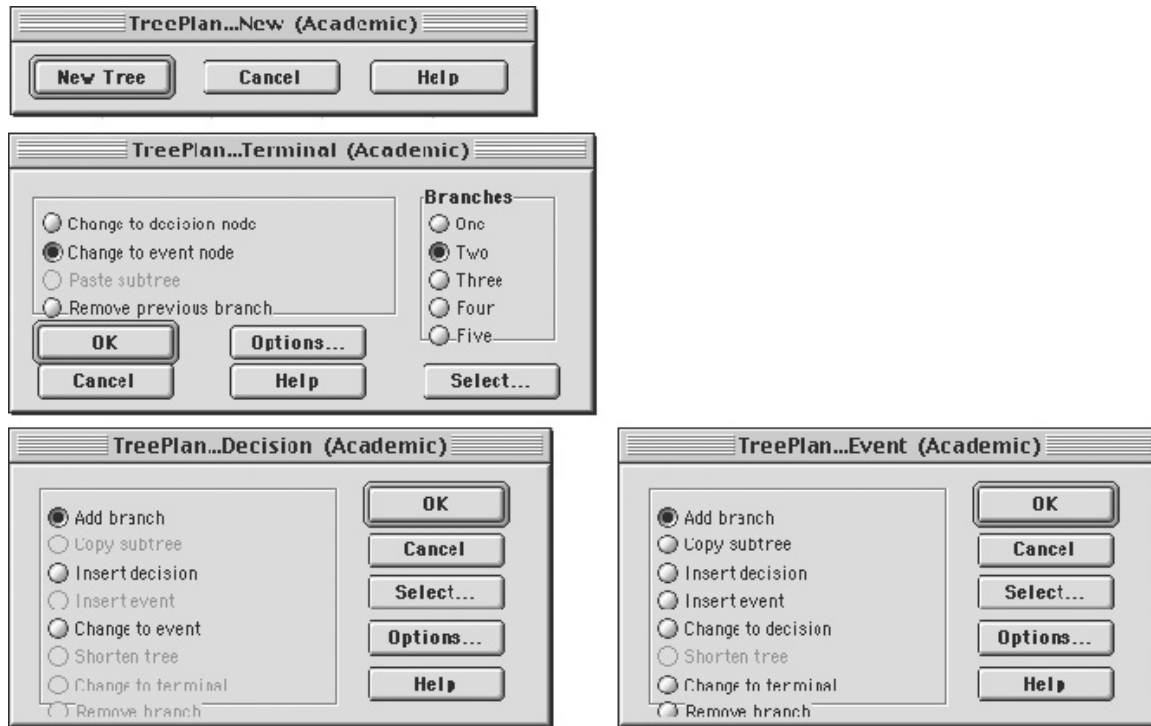 TreePlan...New (Academic)
New Tree Cancel Help
TreePlan...Terminal (Academic)
Branches
Change to decision node
One
Change to event node
Two
Paste subtree
Three
Remove previous branch
Four
Five
OK Options...
Cancel Help Select...
TreePlan...Decision (Academic)
Add branch
Copy subtree
Insert decision
Insert event
Change to event
Shorten tree
Change to terminal
Remove branch
OK
Cancel
Select...
Options...
Help
TreePlan...Event (Academic)
Add branch
Copy subtree
Insert decision
Insert event
Change to decision
Shorten tree
Change to terminal
Remove branch
OK
Cancel
Select...
Options...
Help